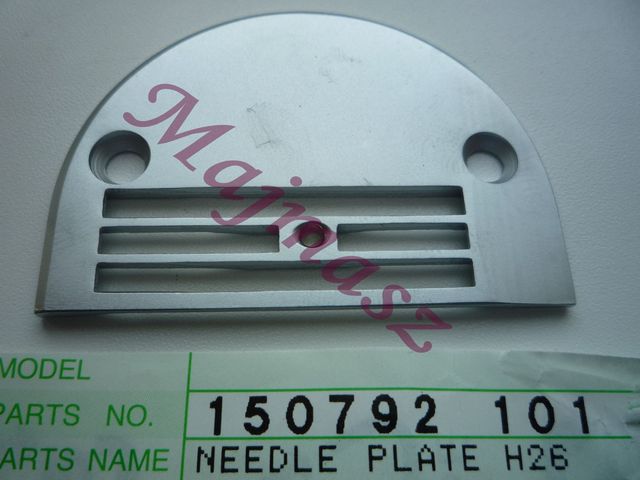 Majmasz
MODEL
PARTS NO. 150792 101
PARTS NAME NEEDLE PLATE H26